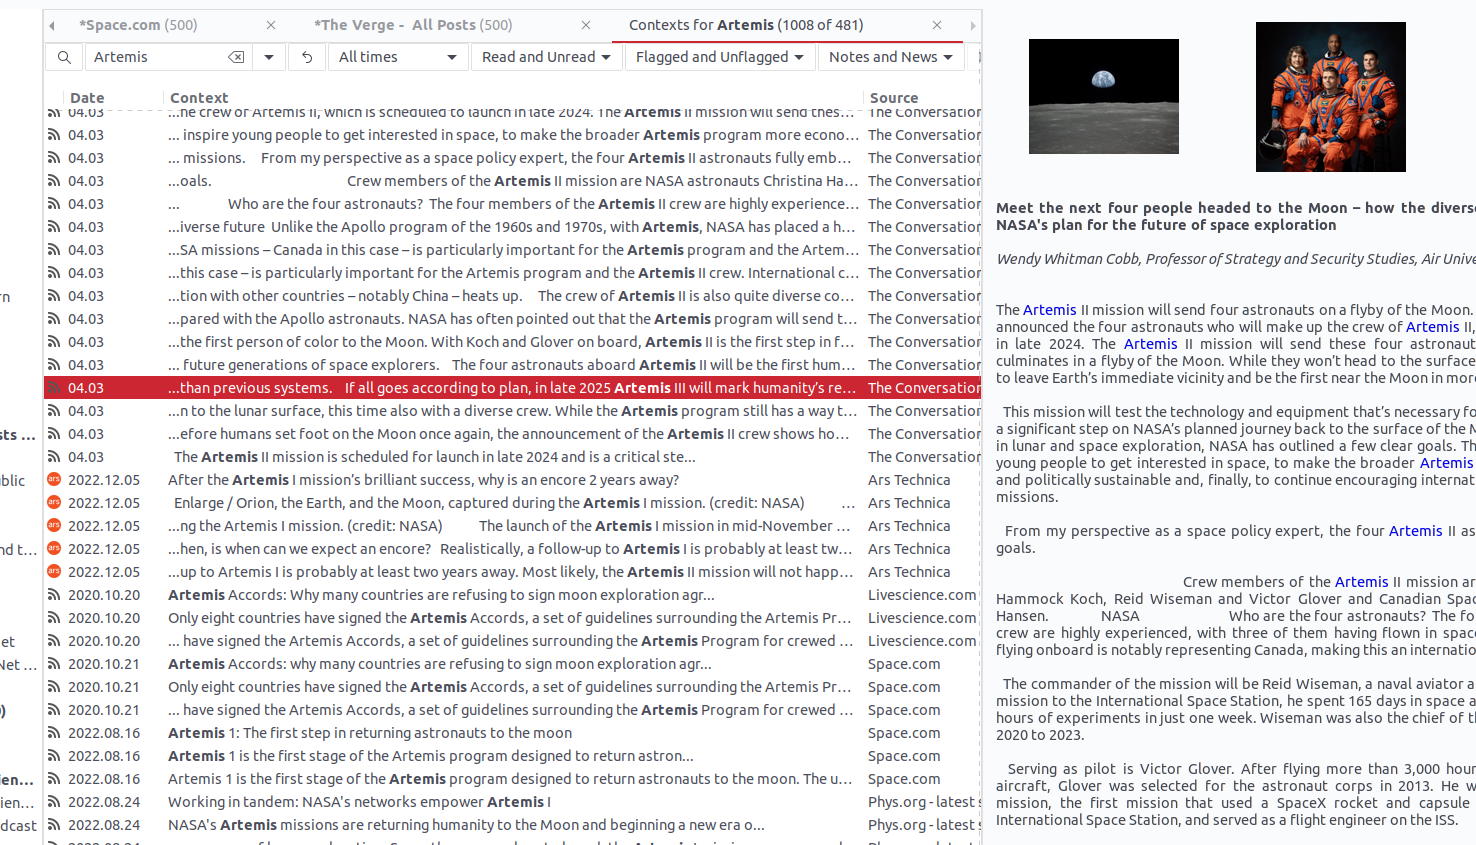 *Space.com (500)
*The Verge - All Posts (500)
Contexts for Artemis (1008 of 481)
Artemis
All times
Read and Unread
Flagged and Unflagged
Notes and News
Date Context Source
04.03 ...ne crew of Artemis II, which is scheduled to launch in late 2024. The Artemis II mission will send thes... The Conversation
04.03 ... inspire young people to get interested in space, to make the broader Artemis program more econo... The Conversation
04.03 ... missions. From my perspective as a space policy expert, the four Artemis II astronauts fully emb... The Conversation
04.03 ...oals. Crew members of the Artemis II mission are NASA astronauts Christina Ha... The Conversation
04.03 ... Who are the four astronauts? The four members of the Artemis II crew are highly experience... The Conversation
04.03 ...iverse future Unlike the Apollo program of the 1960s and 1970s, with Artemis, NASA has placed a h... The Conversation
04.03 ...SA missions – Canada in this case – is particularly important for the Artemis program and the Artem... The Conversation
04.03 ...this case – is particularly important for the Artemis program and the Artemis II crew. International c... The Conversation
04.03 ...tion with other countries – notably China – heats up. The crew of Artemis II is also quite diverse co... The Conversation
04.03 ...pared with the Apollo astronauts. NASA has often pointed out that the Artemis program will send t... The Conversation
04.03 ...the first person of color to the Moon. With Koch and Glover on board, Artemis II is the first step in f... The Conversation
04.03 ... future generations of space explorers. The four astronauts aboard Artemis II will be the first hum... The Conversation
04.03 ...than previous systems. If all goes according to plan, in late 2025 Artemis III will mark humanity’s re... The Conversation
04.03 ...n to the lunar surface, this time also with a diverse crew. While the Artemis program still has a way t... The Conversation
04.03 ...efore humans set foot on the Moon once again, the announcement of the Artemis II crew shows ho... The Conversation
04.03 The Artemis II mission is scheduled for launch in late 2024 and is a critical ste... The Conversation
2022.12.05 After the Artemis I mission’s brilliant success, why is an encore 2 years away? Ars Technica
2022.12.05 Enlarge / Orion, the Earth, and the Moon, captured during the Artemis I mission. (credit: NASA) ... Ars Technica
2022.12.05 ...ng the Artemis I mission. (credit: NASA) The launch of the Artemis I mission in mid-November ... Ars Technica
2022.12.05 ...hen, is when can we expect an encore? Realistically, a follow-up to Artemis I is probably at least tw... Ars Technica
2022.12.05 ...up to Artemis I is probably at least two years away. Most likely, the Artemis II mission will not happ... Ars Technica
2020.10.20 Artemis Accords: Why many countries are refusing to sign moon exploration agr... Livescience.com
2020.10.20 Only eight countries have signed the Artemis Accords, a set of guidelines surrounding the Artemis Pr... Livescience.com
2020.10.20 ... have signed the Artemis Accords, a set of guidelines surrounding the Artemis Program for crewed ... Livescience.com
2020.10.21 Artemis Accords: why many countries are refusing to sign moon exploration agr... Space.com
2020.10.21 Only eight countries have signed the Artemis Accords, a set of guidelines surrounding the Artemis Pr... Space.com
2020.10.21 ... have signed the Artemis Accords, a set of guidelines surrounding the Artemis Program for crewed ... Space.com
2022.08.16 Artemis 1: The first step in returning astronauts to the moon Space.com
2022.08.16 Artemis 1 is the first stage of the Artemis program designed to return astron... Space.com
2022.08.16 Artemis 1 is the first stage of the Artemis program designed to return astronauts to the moon. The u... Space.com
2022.08.24 Working in tandem: NASA's networks empower Artemis I Phys.org - latest s
2022.08.24 NASA's Artemis missions are returning humanity to the Moon and beginning a new era o... Phys.org - latest s
Meet the next four people headed to the Moon – how the diverse
NASA's plan for the future of space exploration
Wendy Whitman Cobb, Professor of Strategy and Security Studies, Air Unive
The Artemis II mission will send four astronauts on a flyby of the Moon.
announced the four astronauts who will make up the crew of Artemis II,
in late 2024. The Artemis II mission will send these four astronaut
culminates in a flyby of the Moon. While they won’t head to the surface
to leave Earth’s immediate vicinity and be the first near the Moon in more
This mission will test the technology and equipment that’s necessary fo
a significant step on NASA’s planned journey back to the surface of the M
in lunar and space exploration, NASA has outlined a few clear goals. Th
young people to get interested in space, to make the broader Artemis
and politically sustainable and, finally, to continue encouraging internat
missions.
From my perspective as a space policy expert, the four Artemis II as
goals.
Crew members of the Artemis II mission ar
Hammock Koch, Reid Wiseman and Victor Glover and Canadian Spac
Hansen. NASA Who are the four astronauts? The fo
crew are highly experienced, with three of them having flown in spac
flying onboard is notably representing Canada, making this an internatio
The commander of the mission will be Reid Wiseman, a naval aviator a
mission to the International Space Station, he spent 165 days in space a
hours of experiments in just one week. Wiseman was also the chief of th
2020 to 2023.
Serving as pilot is Victor Glover. After flying more than 3,000 hour
aircraft, Glover was selected for the astronaut corps in 2013. He w
mission, the first mission that used a SpaceX rocket and capsule
International Space Station, and served as a flight engineer on the ISS.